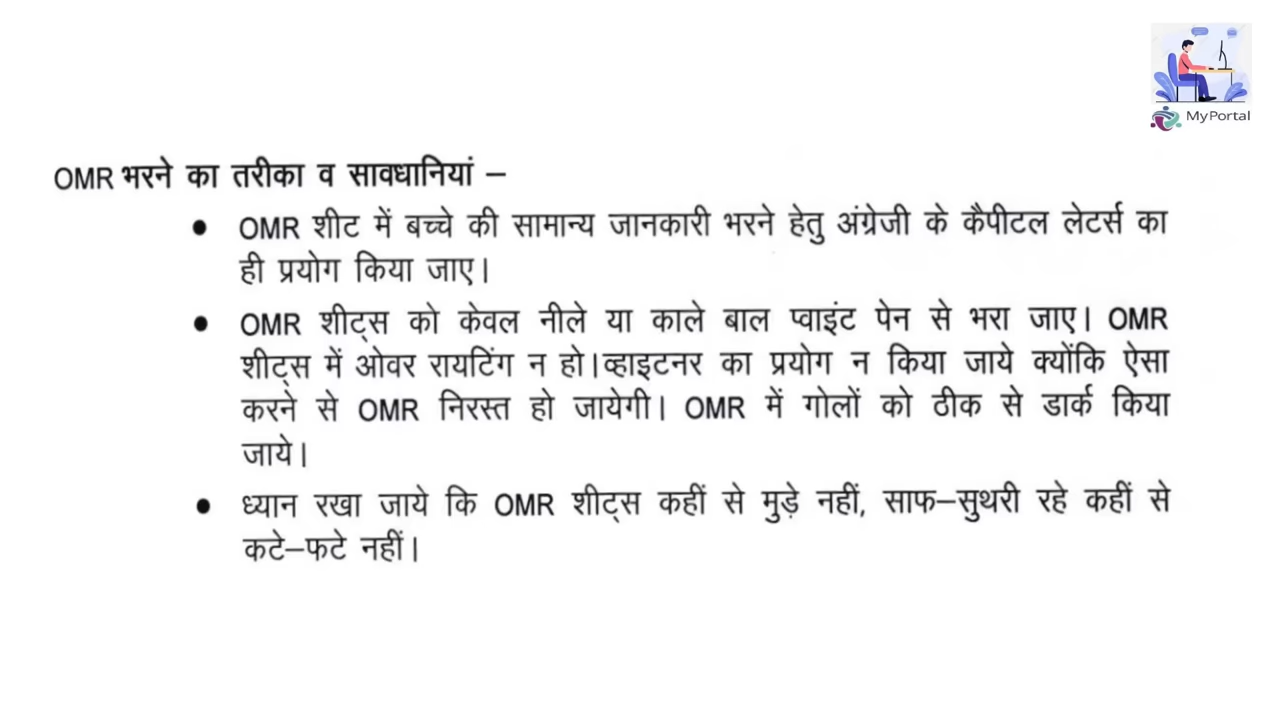 MyPortal
OMR भरने का तरीका व सावधानियां –
● OMR शीट में बच्चे की सामान्य जानकारी भरने हेतु अंग्रेजी के कैपीटल लेटर्स का
ही प्रयोग किया जाए।
● OMR शीट्स को केवल नीले या काले बाल प्वाइंट पेन से भरा जाए। OMR
शीट्स में ओवर रायटिंग न हो।व्हाइटनर का प्रयोग न किया जाये क्योंकि ऐसा
करने से OMR निरस्त हो जायेगी। OMR में गोलों को ठीक से डार्क किया
जाये।
● ध्यान रखा जाये कि OMR शीट्स कहीं से मुड़े नहीं, साफ–सुथरी रहे कहीं से
कटे–फटे नहीं।